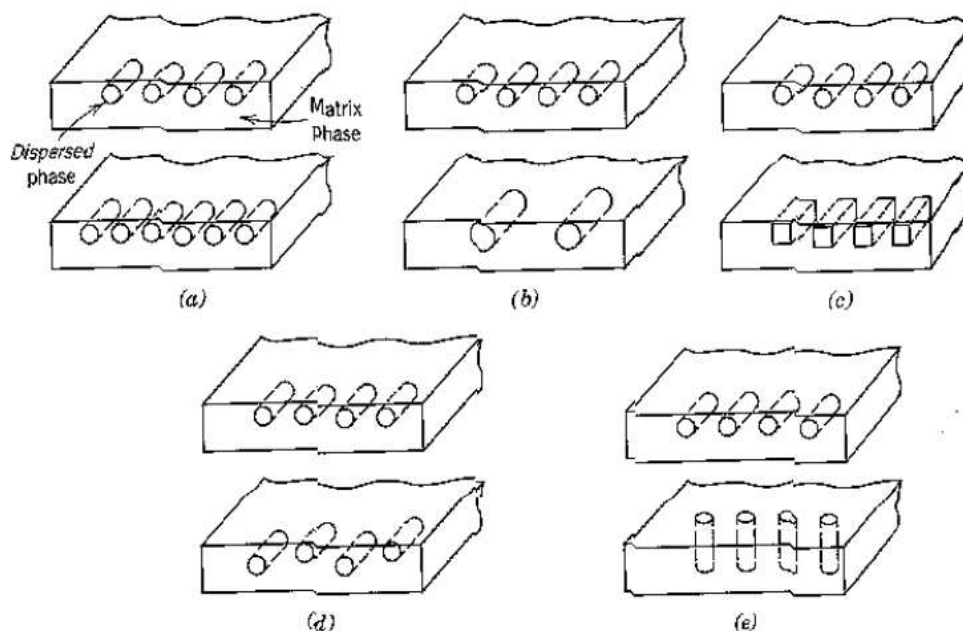 Matrix
phase
Dispersed
phase
(a)
(b)
(c)
(d)
(e)